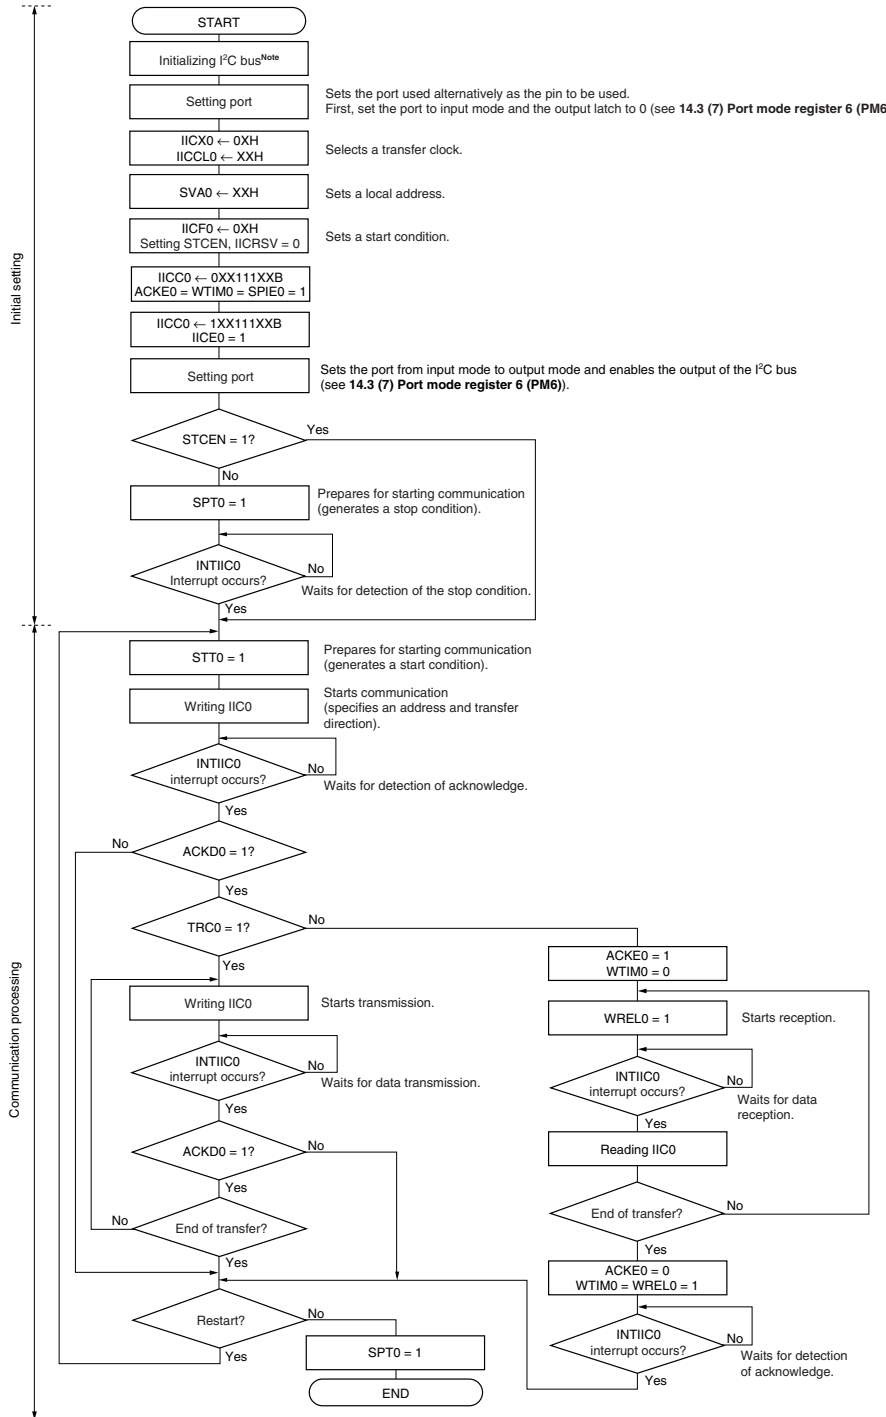 START
Initializing I²C bus^Note
Setting port
Sets the port used alternatively as the pin to be used.
First, set the port to input mode and the output latch to 0 (see 14.3 (7) Port mode register 6 (PM6
IICX0 ← 0XH
IICCL0 ← XXH
Selects a transfer clock.
SVA0 ← XXH
Sets a local address.
IICF0 ← 0XH
Setting STCEN, IICRSV = 0
Sets a start condition.
Initial setting
IICC0 ← 0XX111XXB
ACKE0 = WTIM0 = SPIE0 = 1
IICC0 ← 1XX111XXB
IICE0 = 1
Setting port
Sets the port from input mode to output mode and enables the output of the I²C bus
(see 14.3 (7) Port mode register 6 (PM6)).
STCEN = 1?
Yes
No
SPT0 = 1
Prepares for starting communication
(generates a stop condition).
INTIIC0
Interrupt occurs?
No
Waits for detection of the stop condition.
Yes
STT0 = 1
Prepares for starting communication
(generates a start condition).
Writing IIC0
Starts communication
(specifies an address and transfer
direction).
INTIIC0
interrupt occurs?
No
Waits for detection of acknowledge.
Yes
No
ACKD0 = 1?
Yes
TRC0 = 1?
No
Yes
Communication processing
Writing IIC0
Starts transmission.
INTIIC0
interrupt occurs?
No
Waits for data transmission.
Yes
ACKD0 = 1?
No
Yes
No
End of transfer?
Yes
Restart?
No
Yes
SPT0 = 1
END
ACKE0 = 1
WTIM0 = 0
WREL0 = 1
Starts reception.
INTIIC0
interrupt occurs?
No
Waits for data
reception.
Yes
Reading IIC0
End of transfer?
No
Yes
ACKE0 = 0
WTIM0 = WREL0 = 1
INTIIC0
interrupt occurs?
No
Waits for detection
of acknowledge.
Yes